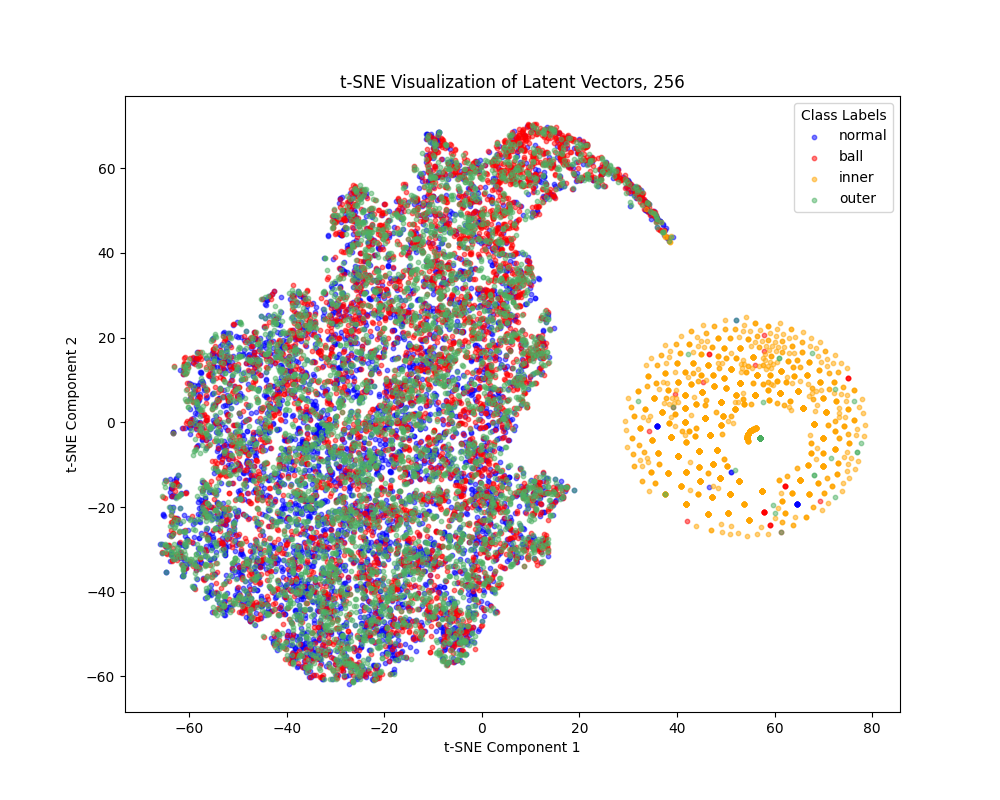 t-SNE Visualization of Latent Vectors, 256
Class Labels
normal
ball
inner
outer
60
40
20
0
−20
−40
−60
t-SNE Component 2
−60
−40
−20
0
20
40
60
80
t-SNE Component 1